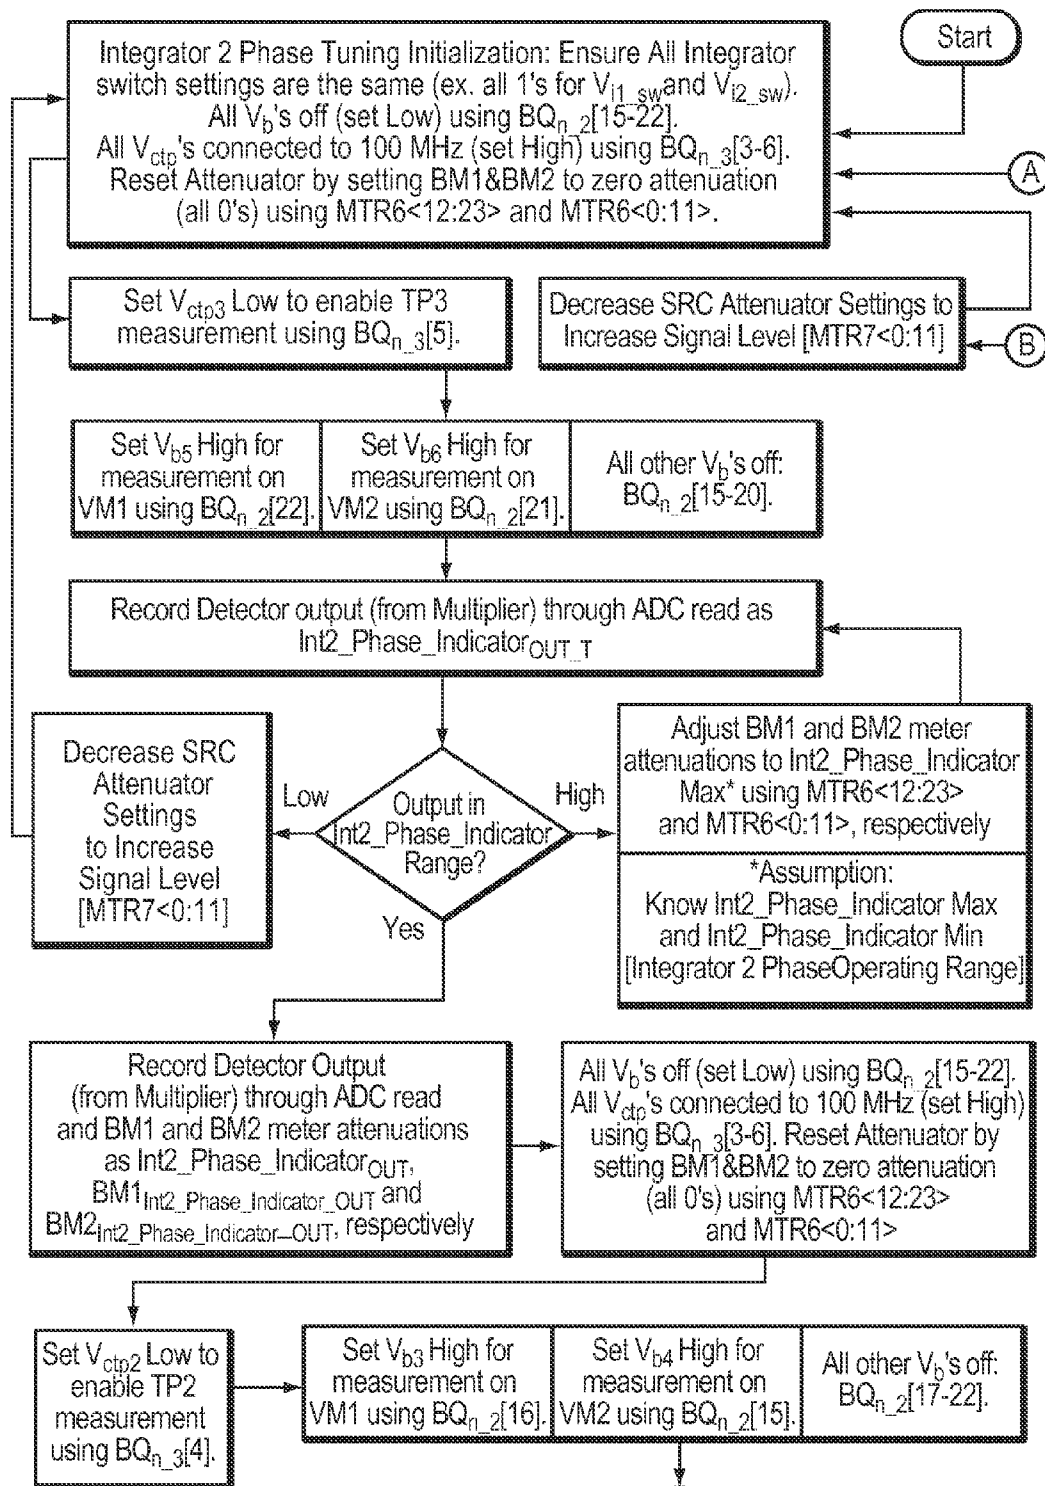 Start
Integrator 2 Phase Tuning Initialization: Ensure All Integrator
switch settings are the same (ex. all 1's for Vi1_sw and Vi2_sw).
All Vb's off (set Low) using BQn_2[15-22].
All Vctp's connected to 100 MHz (set High) using BQn_3[3-6].
Reset Attenuator by setting BM1&BM2 to zero attenuation
(all 0's) using MTR6<12:23> and MTR6<0:11>.
A
Set Vctp3 Low to enable TP3
measurement using BQn_3[5].
Decrease SRC Attenuator Settings to
Increase Signal Level [MTR7<0:11]
B
Set Vb5 High for
measurement on
VM1 using BQn_2[22].
Set Vb6 High for
measurement on
VM2 using BQn_2[21].
All other Vb's off:
BQn_2[15-20].
Record Detector output (from Multiplier) through ADC read as
Int2_Phase_IndicatorOUT_T
Decrease SRC
Attenuator
Settings
to Increase
Signal Level
[MTR7<0:11]
Low
Output in
Int2_Phase_Indicator
Range?
High
Yes
Adjust BM1 and BM2 meter
attenuations to Int2_Phase_Indicator
Max* using MTR6<12:23>
and MTR6<0:11>, respectively
*Assumption:
Know Int2_Phase_Indicator Max
and Int2_Phase_Indicator Min
[Integrator 2 PhaseOperating Range]
Record Detector Output
(from Multiplier) through ADC read
and BM1 and BM2 meter attenuations
as Int2_Phase_IndicatorOUT,
BM1Int2_Phase_Indicator_OUT and
BM2Int2_Phase_Indicator_OUT, respectively
All Vb's off (set Low) using BQn_2[15-22].
All Vctp's connected to 100 MHz (set High)
using BQn_3[3-6]. Reset Attenuator by
setting BM1&BM2 to zero attenuation
(all 0's) using MTR6<12:23>
and MTR6<0:11>
Set Vctp2 Low to
enable TP2
measurement
using BQn_3[4].
Set Vb3 High for
measurement on
VM1 using BQn_2[16].
Set Vb4 High for
measurement on
VM2 using BQn_2[15].
All other Vb's off:
BQn_2[17-22].